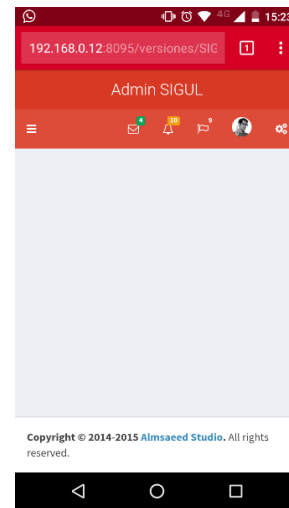 4G 15:23
192.168.0.12:8095/versiones/SIG 1
Admin SIGUL
4 10 9
Copyright © 2014-2015 Almsaeed Studio. All rights
reserved.